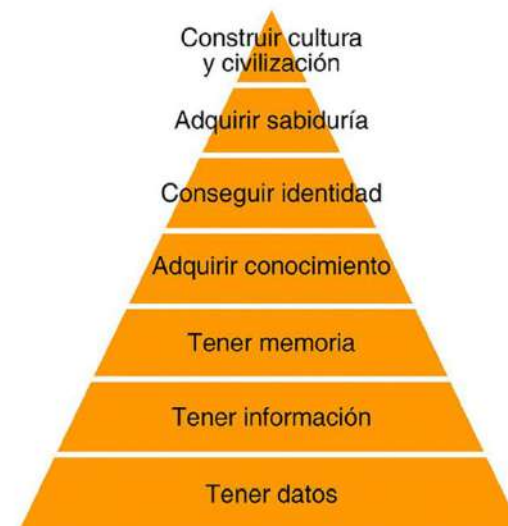 Construir cultura
y civilización
Adquirir sabiduría
Conseguir identidad
Adquirir conocimiento
Tener memoria
Tener información
Tener datos